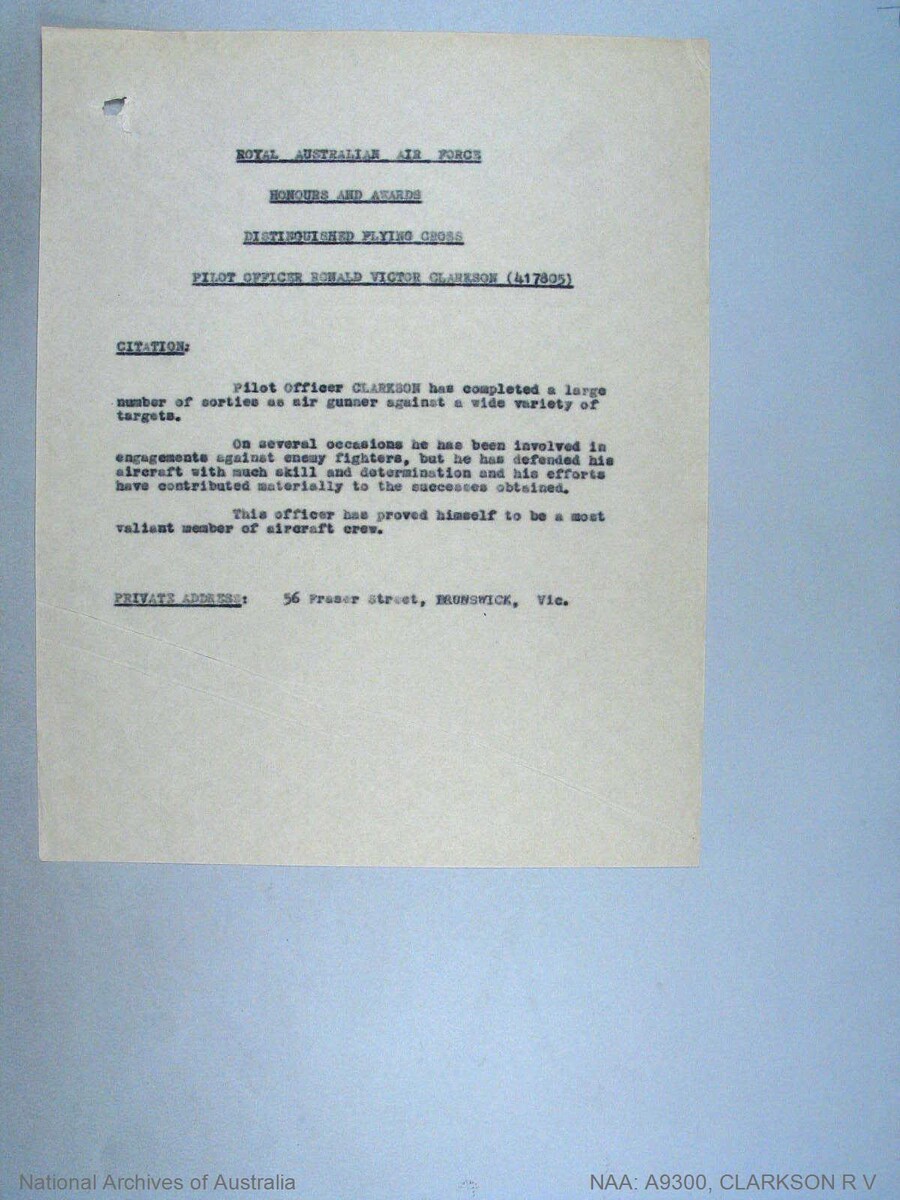 ROYAL AUSTRALIAN AIR FORCE
HONOURS AND AWARDS
DISTINGUISHED FLYING CROSS
PILOT OFFICER RONALD VICTOR CLARKSON (417805)
CITATION:
Pilot Officer CLARKSON has completed a large
number of sorties as air gunner against a wide variety of
targets.
On several occasions he has been involved in
engagements against enemy fighters, but he has defended his
aircraft with much skill and determination and his efforts
have contributed materially to the successes obtained.
This officer has proved himself to be a most
valiant member of aircraft crew.
PRIVATE ADDRESS: 56 Fraser Street, BRUNSWICK, Vic.
National Archives of Australia
NAA: A9300, CLARKSON R V